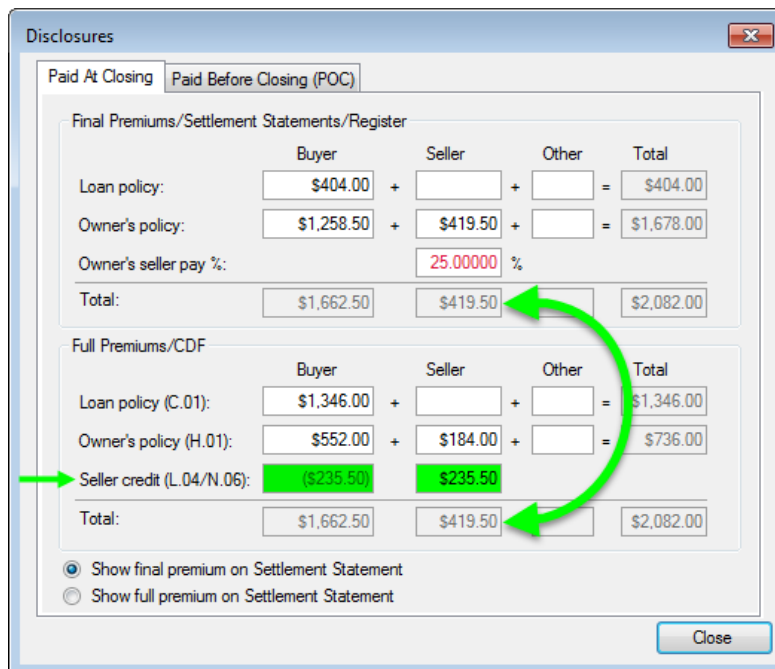 Disclosures
Paid At Closing Paid Before Closing (POC)
Final Premiums/Settlement Statements/Register
Buyer Seller Other Total
Loan policy: $404.00 + + = $404.00
Owner's policy: $1,258.50 + $419.50 + = $1,678.00
Owner's seller pay %: 25.00000 %
Total: $1,662.50 $419.50 $2,082.00
Full Premiums/CDF
Buyer Seller Other Total
Loan policy (C.01): $1,346.00 + + = $1,346.00
Owner's policy (H.01): $552.00 + $184.00 + = $736.00
Seller credit (L.04/N.06): ($235.50) $235.50
Total: $1,662.50 $419.50 $2,082.00
Show final premium on Settlement Statement
Show full premium on Settlement Statement
Close